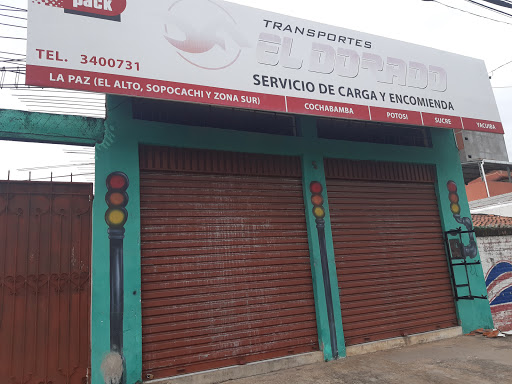 pack
TRANSPORTES
EL DORADO
TEL. 3400731
SERVICIO DE CARGA Y ENCOMIENDA
LA PAZ (EL ALTO, SOPOCACHI Y ZONA SUR)
COCHABAMBA
POTOSI
SUCRE
YACUIBA